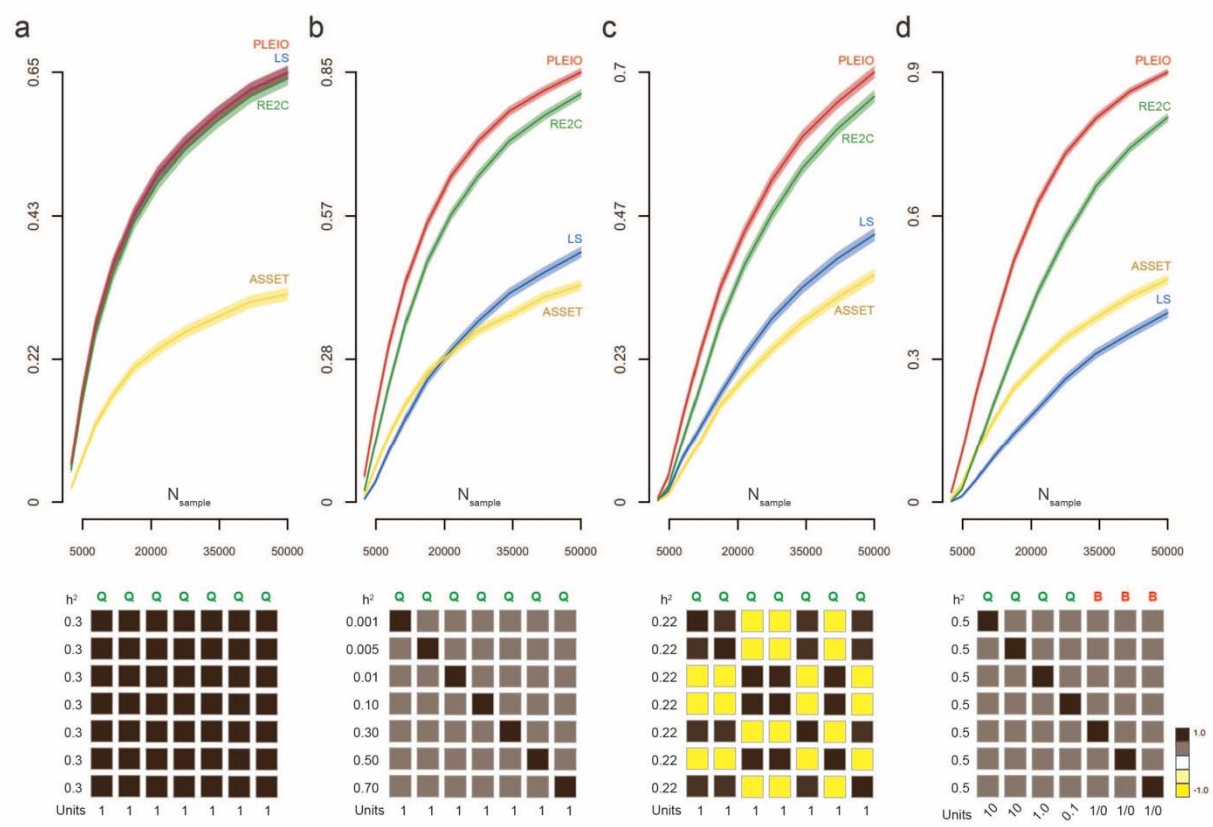 a
PLEIO
LS
RE2C
ASSET
0.65
0.43
0.22
0
N sample
5000 20000 35000 50000
h² Q Q Q Q Q Q Q
0.3
0.3
0.3
0.3
0.3
0.3
0.3
Units 1 1 1 1 1 1 1
b
PLEIO
RE2C
LS
ASSET
0.85
0.57
0.28
0
N sample
5000 20000 35000 50000
h² Q Q Q Q Q Q Q
0.001
0.005
0.01
0.10
0.30
0.50
0.70
Units 1 1 1 1 1 1 1
c
PLEIO
RE2C
LS
ASSET
0.7
0.47
0.23
0
N sample
5000 20000 35000 50000
h² Q Q Q Q Q Q Q
0.22
0.22
0.22
0.22
0.22
0.22
0.22
Units 1 1 1 1 1 1 1
d
PLEIO
RE2C
ASSET
LS
0.9
0.6
0.3
0
N sample
5000 20000 35000 50000
h² Q Q Q Q B B B
0.5
0.5
0.5
0.5
0.5
0.5
0.5
Units 10 10 1.0 0.1 1/0 1/0 1/0
1.0
-1.0